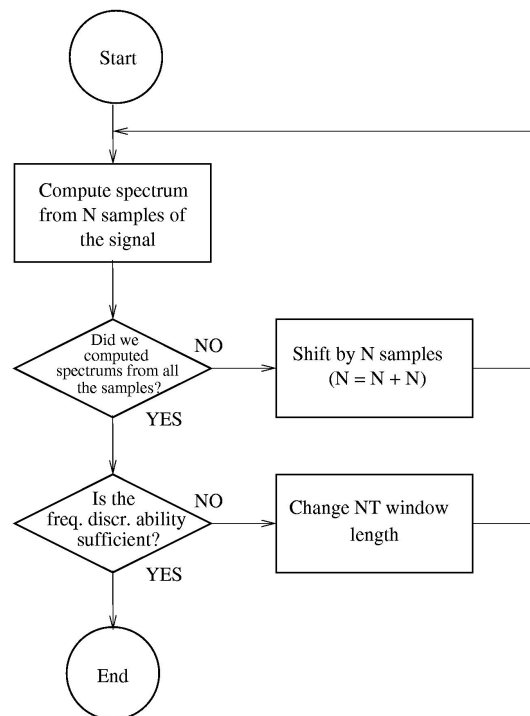 Start
Compute spectrum
from N samples of
the signal
Did we
computed
spectrums from all
the samples?
NO
Shift by N samples
(N = N + N)
YES
Is the
freq. discr. ability
sufficient?
NO
Change NT window
length
YES
End